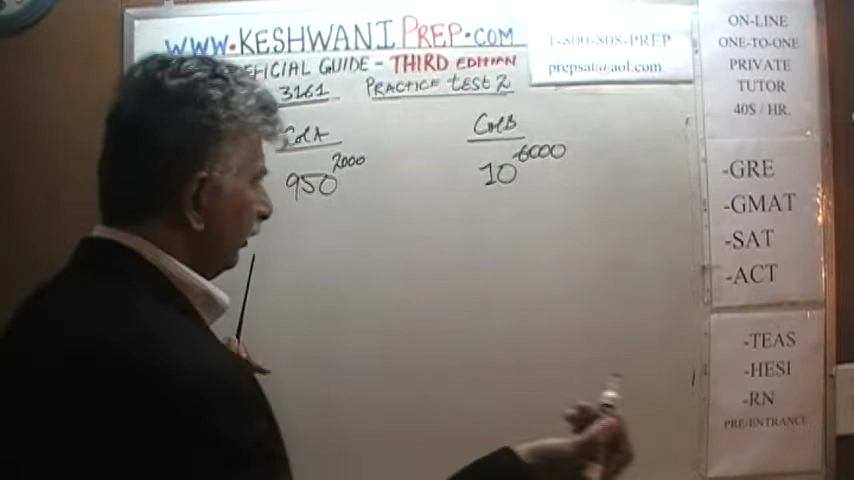 WWW.KESHWANIPREP.COM
OFFICIAL GUIDE - THIRD EDITION
3161 PRACTICE TEST 2
Col A Col B
950^2000 10^6000
1-800-808-PREP
prepsat@aol.com
ON-LINE
ONE-TO-ONE
PRIVATE
TUTOR
40$ / HR.
-GRE
-GMAT
-SAT
-ACT
-TEAS
-HESI
-RN
PRE-ENTRANCE